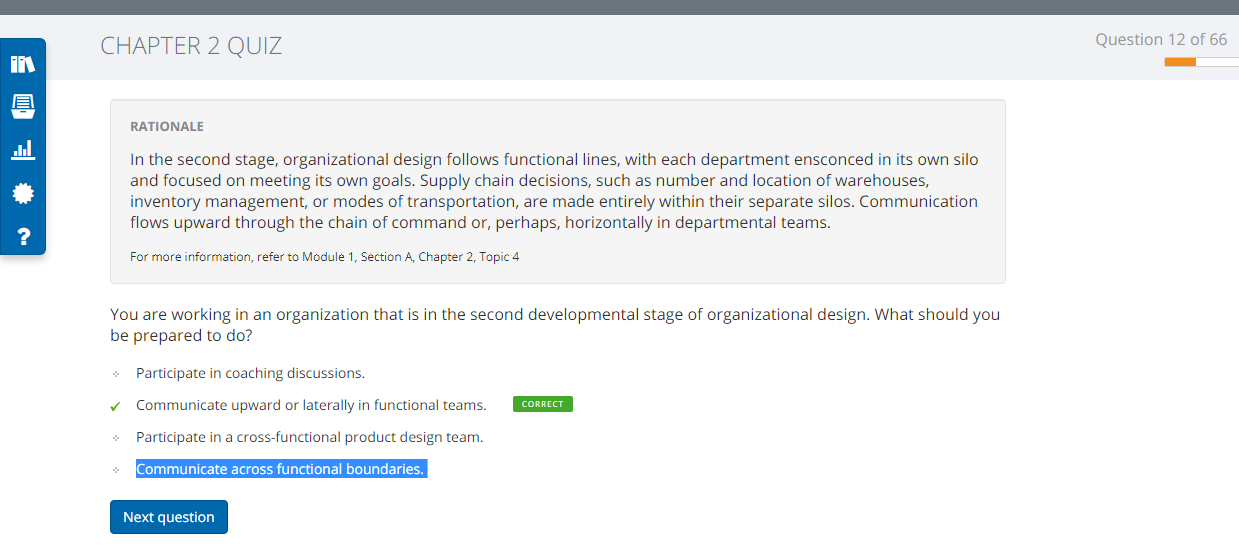 CHAPTER 2 QUIZ
Question 12 of 66
RATIONALE
In the second stage, organizational design follows functional lines, with each department ensconced in its own silo
and focused on meeting its own goals. Supply chain decisions, such as number and location of warehouses,
inventory management, or modes of transportation, are made entirely within their separate silos. Communication
flows upward through the chain of command or, perhaps, horizontally in departmental teams.
For more information, refer to Module 1, Section A, Chapter 2, Topic 4
You are working in an organization that is in the second developmental stage of organizational design. What should you
be prepared to do?
Participate in coaching discussions.
Communicate upward or laterally in functional teams. CORRECT
Participate in a cross-functional product design team.
Communicate across functional boundaries.
Next question
?